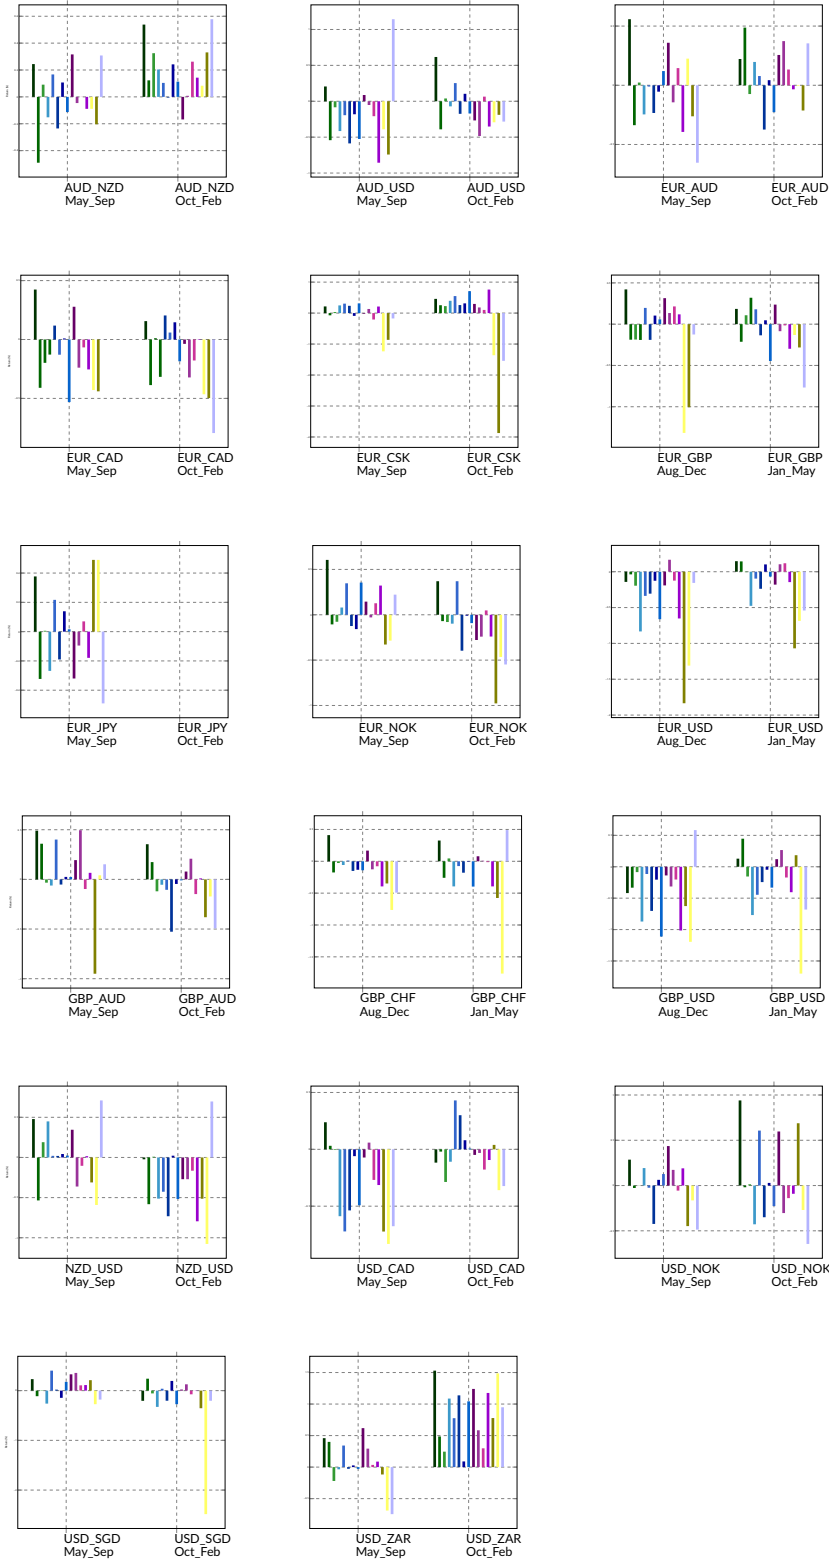 AUD_NZD AUD_NZD
May_Sep Oct_Feb
AUD_USD AUD_USD
May_Sep Oct_Feb
EUR_AUD EUR_AUD
May_Sep Oct_Feb
EUR_CAD EUR_CAD
May_Sep Oct_Feb
EUR_CSK EUR_CSK
May_Sep Oct_Feb
EUR_GBP EUR_GBP
Aug_Dec Jan_May
EUR_JPY EUR_JPY
May_Sep Oct_Feb
EUR_NOK EUR_NOK
May_Sep Oct_Feb
EUR_USD EUR_USD
Aug_Dec Jan_May
GBP_AUD GBP_AUD
May_Sep Oct_Feb
GBP_CHF GBP_CHF
Aug_Dec Jan_May
GBP_USD GBP_USD
Aug_Dec Jan_May
NZD_USD NZD_USD
May_Sep Oct_Feb
USD_CAD USD_CAD
May_Sep Oct_Feb
USD_NOK USD_NOK
May_Sep Oct_Feb
USD_SGD USD_SGD
May_Sep Oct_Feb
USD_ZAR USD_ZAR
May_Sep Oct_Feb